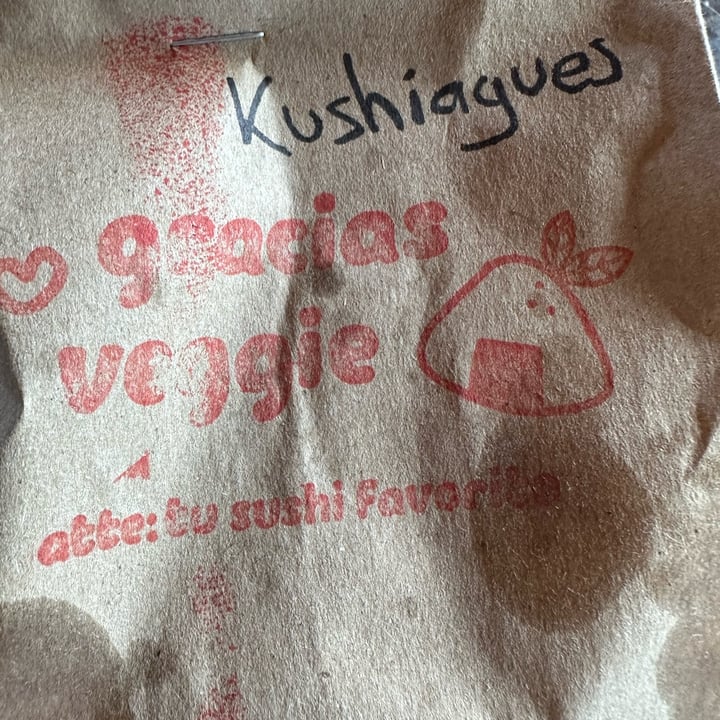 Kushiagues
gracias
veggie
atte: tu sushi favorito